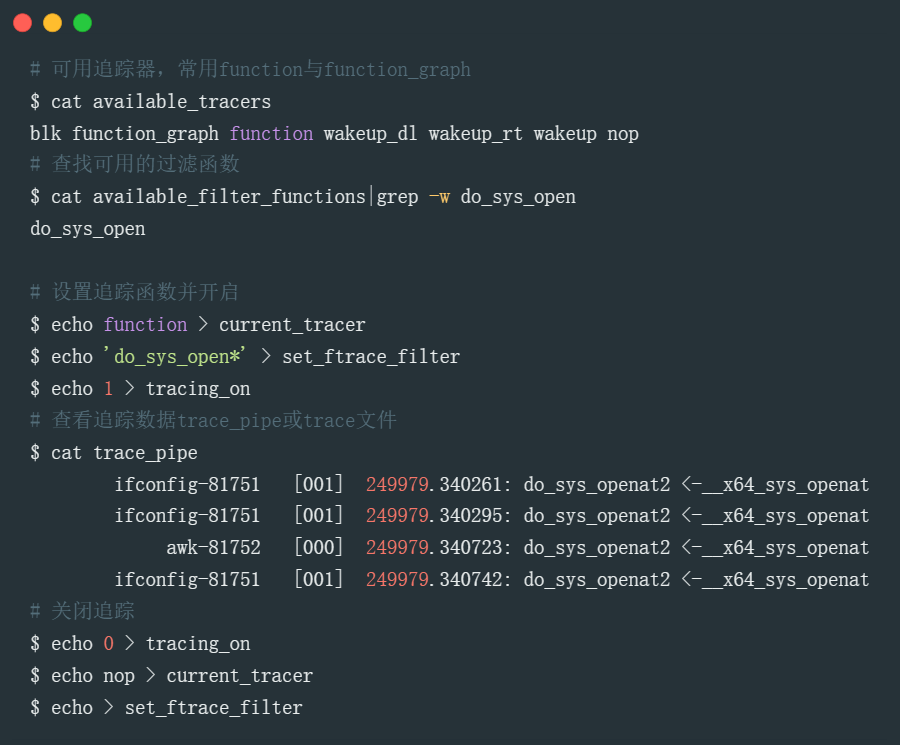 # 可用追踪器，常用function与function_graph
$ cat available_tracers
blk function_graph function wakeup_dl wakeup_rt wakeup nop
# 查找可用的过滤函数
$ cat available_filter_functions|grep -w do_sys_open
do_sys_open
# 设置追踪函数并开启
$ echo function > current_tracer
$ echo 'do_sys_open*' > set_ftrace_filter
$ echo 1 > tracing_on
# 查看追踪数据trace_pipe或trace文件
$ cat trace_pipe
        ifconfig-81751   [001]  249979.340261: do_sys_openat2 <-__x64_sys_openat
        ifconfig-81751   [001]  249979.340295: do_sys_openat2 <-__x64_sys_openat
             awk-81752   [000]  249979.340723: do_sys_openat2 <-__x64_sys_openat
        ifconfig-81751   [001]  249979.340742: do_sys_openat2 <-__x64_sys_openat
# 关闭追踪
$ echo 0 > tracing_on
$ echo nop > current_tracer
$ echo > set_ftrace_filter